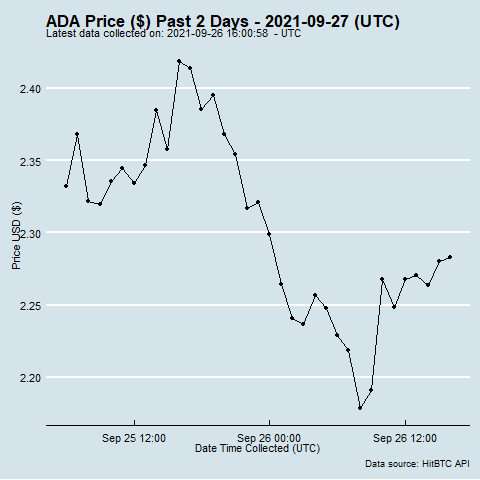 ADA Price ($) Past 2 Days - 2021-09-27 (UTC)
Latest data collected on: 2021-09-26 16:00:58 - UTC
2.40
2.35
2.30
2.25
2.20
Price USD ($)
Sep 25 12:00 Sep 26 00:00 Sep 26 12:00
Date Time Collected (UTC)
Data source: HitBTC API